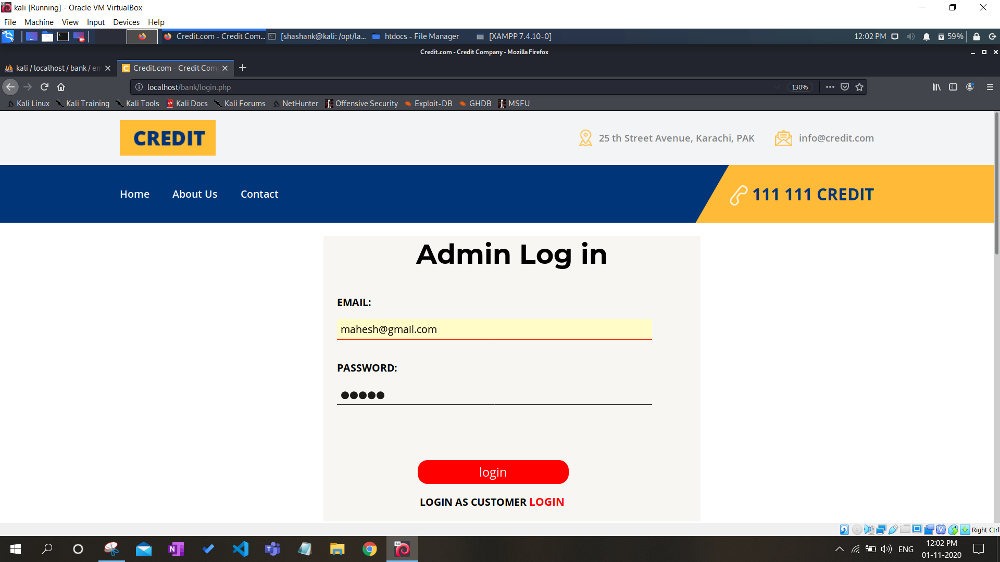 kali [Running] - Oracle VM VirtualBox
File Machine View Input Devices Help
Credit.com - Credit Com... [shashank@kali: /opt/la... htdocs - File Manager [XAMPP 7.4.10-0] 12:02 PM 59%
Credit.com - Credit Company - Mozilla Firefox
kali / localhost / bank / em Credit.com - Credit Com
localhost/bank/login.php 130%
Kali Linux Kali Training Kali Tools Kali Docs Kali Forums NetHunter Offensive Security Exploit-DB GHDB MSFU
CREDIT 25 th Street Avenue, Karachi, PAK info@credit.com
Home About Us Contact 111 111 CREDIT
Admin Log in
EMAIL:
mahesh@gmail.com
PASSWORD:
login
LOGIN AS CUSTOMER LOGIN
Right Ctrl
ENG 12:02 PM
01-11-2020